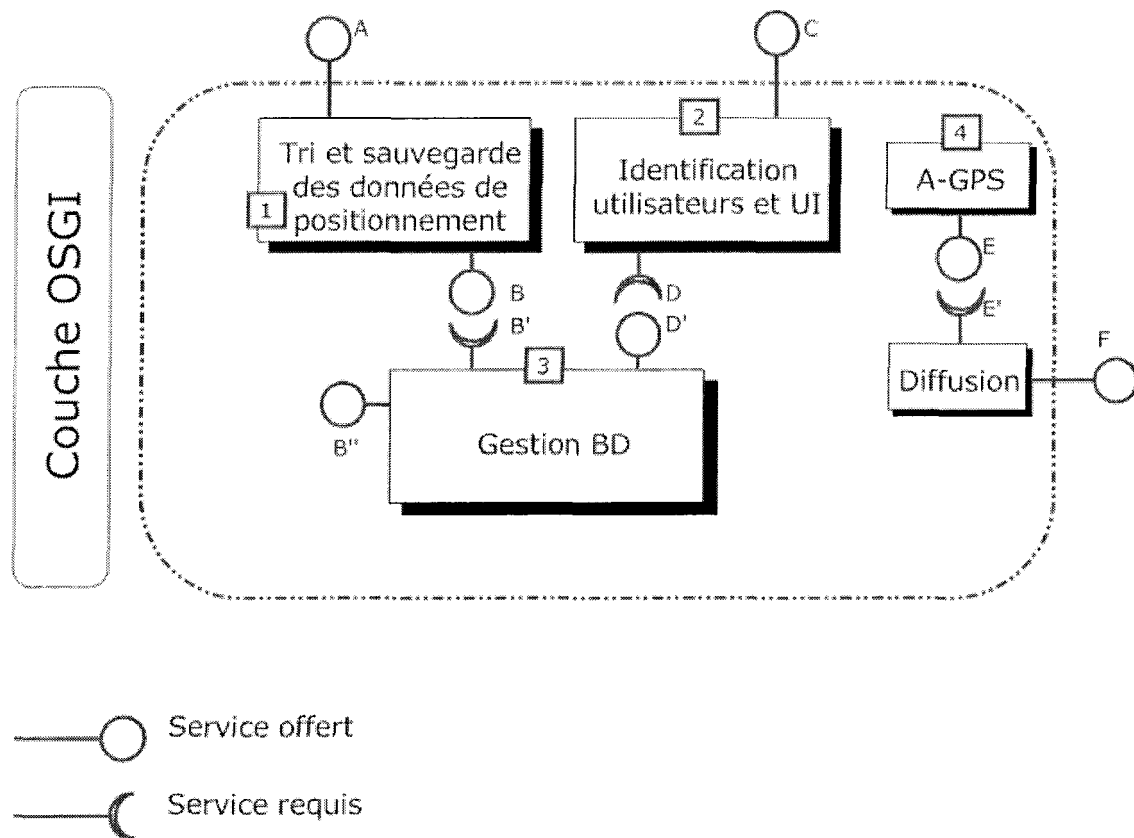 A
C
Couche OSGI
2
4
Tri et sauvegarde
des données de
positionnement
1
Identification
utilisateurs et UI
A-GPS
B
B'
D
D'
E
E'
F
3
Diffusion
B''
Gestion BD
Service offert
Service requis